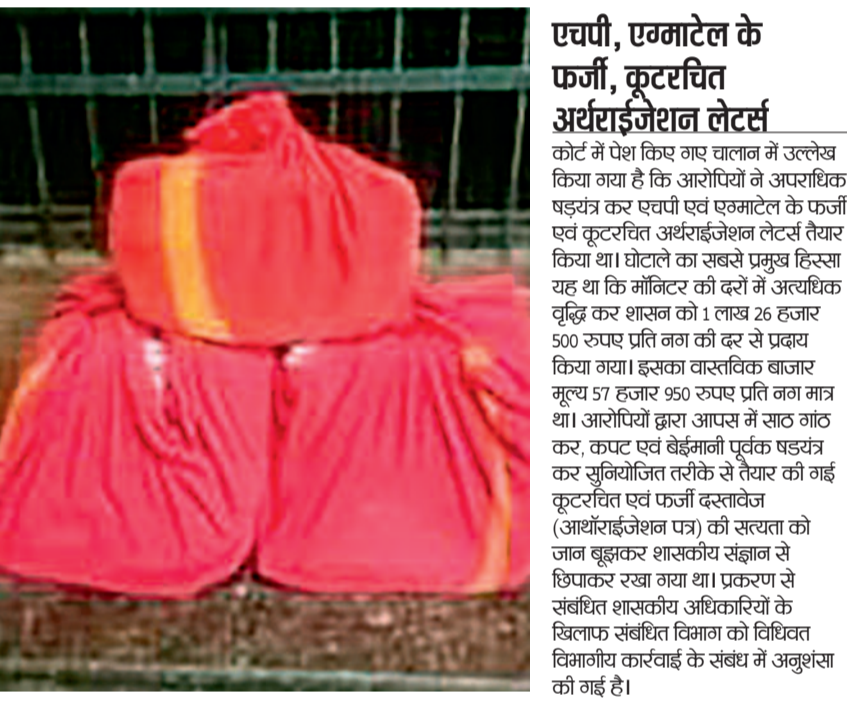 एचपी, एग्माटेल के
फर्जी, कूटरचित
अर्थराईजेशन लेटर्स
कोर्ट में पेश किए गए चालान में उल्लेख
किया गया है कि आरोपियों ने अपराधिक
षड़यंत्र कर एचपी एवं एग्माटेल के फर्जी
एवं कूटरचित अर्थराईजेशन लेटर्स तैयार
किया था। घोटाले का सबसे प्रमुख हिस्सा
यह था कि मॉनिटर की दरों में अत्यधिक
वृद्धि कर शासन को 1 लाख 26 हजार
500 रुपए प्रति नग की दर से प्रदाय
किया गया। इसका वास्तविक बाजार
मूल्य 57 हजार 950 रुपए प्रति नग मात्र
था। आरोपियों द्वारा आपस में साठ गांठ
कर, कपट एवं बेईमानी पूर्वक षडयंत्र
कर सुनियोजित तरीके से तैयार की गई
कूटरचित एवं फर्जी दस्तावेज
(आथॉराईजेशन पत्र) की सत्यता को
जान बूझकर शासकीय संज्ञान से
छिपाकर रखा गया था। प्रकरण से
संबंधित शासकीय अधिकारियों के
खिलाफ संबंधित विभाग को विधिवत
विभागीय कार्रवाई के संबंध में अनुशंसा
की गई है।